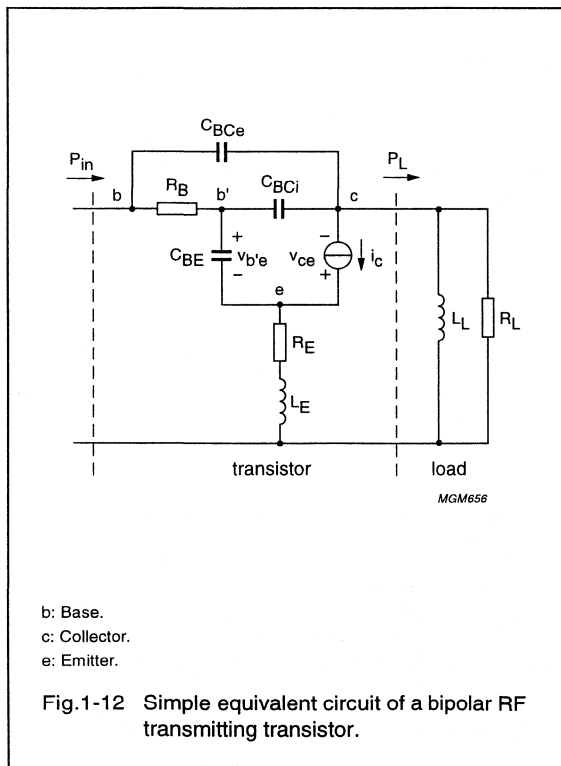 C_BCe
P_in
P_L
b
R_B
b'
C_BCi
c
+
-
C_BE
v_b'e
v_ce
-
+
i_c
e
R_E
L_E
L_L
R_L
transistor
load
MGM656
b: Base.
c: Collector.
e: Emitter.
Fig.1-12 Simple equivalent circuit of a bipolar RF
transmitting transistor.